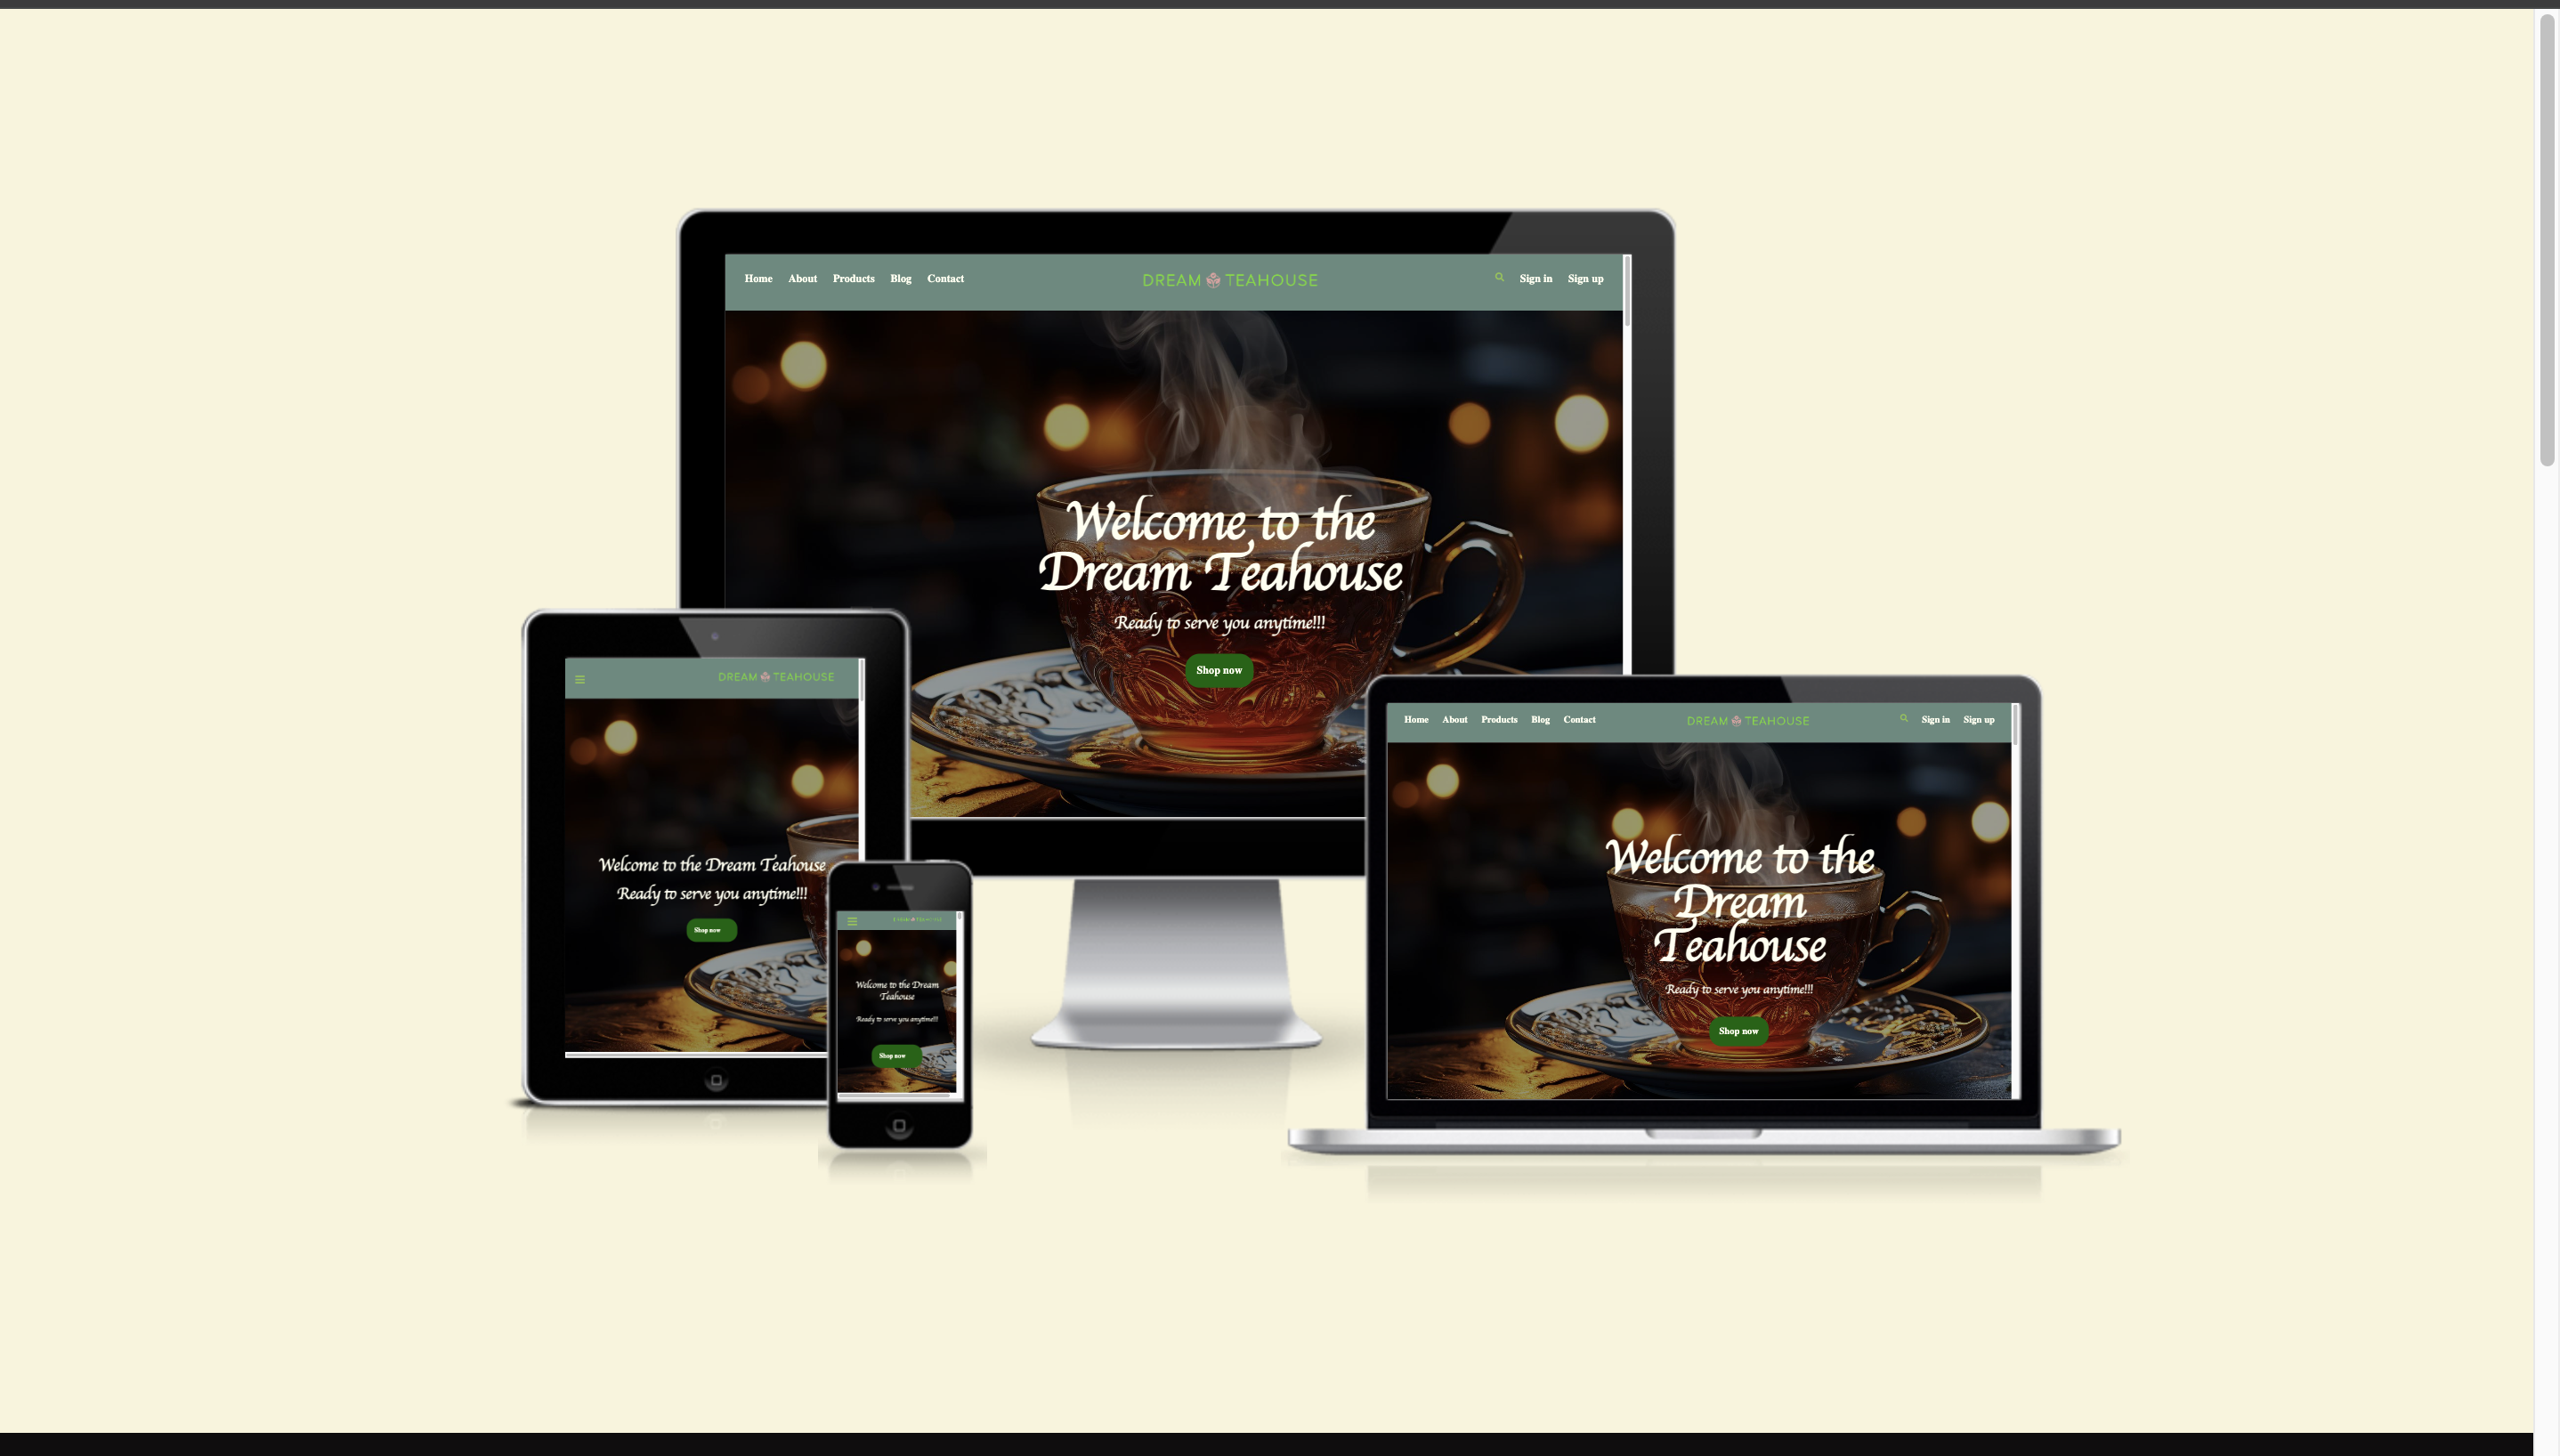 Home About Products Blog Contact DREAM TEAHOUSE Sign in Sign up
Welcome to the
Dream Teahouse
Ready to serve you anytime!!!
Shop now
DREAM TEAHOUSE
Welcome to the Dream Teahouse
Ready to serve you anytime!!!
Shop now
DREAM TEAHOUSE
Welcome to the Dream
Teahouse
Ready to serve you anytime!!!
Shop now
Home About Products Blog Contact DREAM TEAHOUSE Sign in Sign up
Welcome to the
Dream
Teahouse
Ready to serve you anytime!!!
Shop now